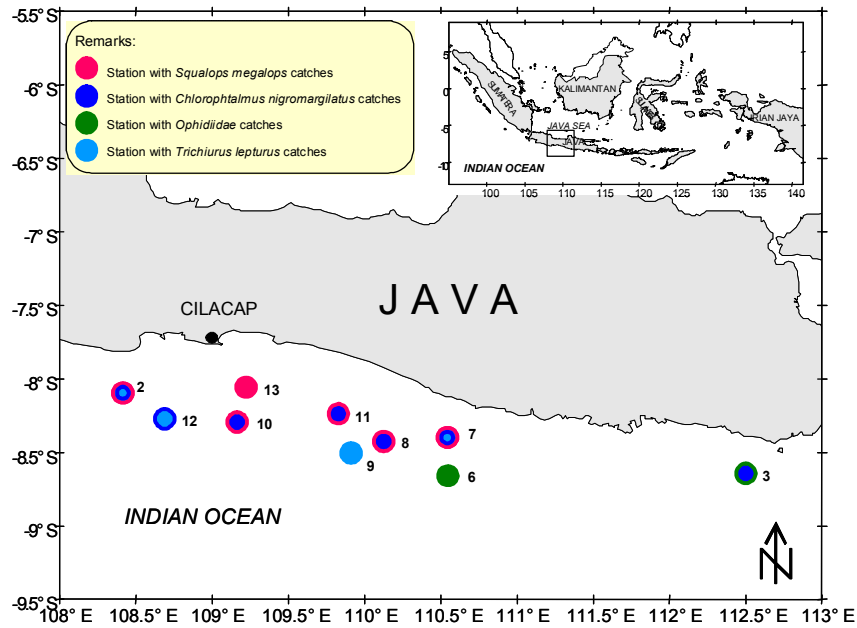 Remarks:
Station with Squalops megalops catches
Station with Chlorophtalmus nigromargilatus catches
Station with Ophidiidae catches
Station with Trichiurus lepturus catches
-5.5° S
-6° S
-6.5° S
-7° S
-7.5° S
-8° S
-8.5° S
-9° S
-9.5° S
5
0
-5
-10
SUMATERA
KALIMANTAN
IRIAN JAYA
JAVA SEA
JAVA
INDIAN OCEAN
100 105 110 115 120 125 130 135 140
JAVA
CILACAP
2
13
12
10
11
8
7
9
6
3
INDIAN OCEAN
N
108° E 108.5° E 109° E 109.5° E 110° E 110.5° E 111° E 111.5° E 112° E 112.5° E 113° E